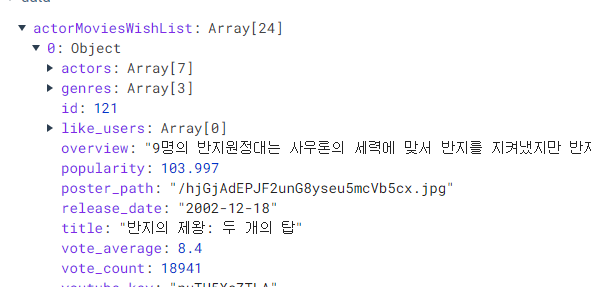 actorMoviesWishList: Array[24]
0: Object
actors: Array[7]
genres: Array[3]
id: 121
like_users: Array[0]
overview: "9명의 반지원정대는 사우론의 세력에 맞서 반지를 지켜냈지만 반지
popularity: 103.997
poster_path: "/hjGjAdEPJF2unG8yseu5mcVb5cx.jpg"
release_date: "2002-12-18"
title: "반지의 제왕: 두 개의 탑"
vote_average: 8.4
vote_count: 18941